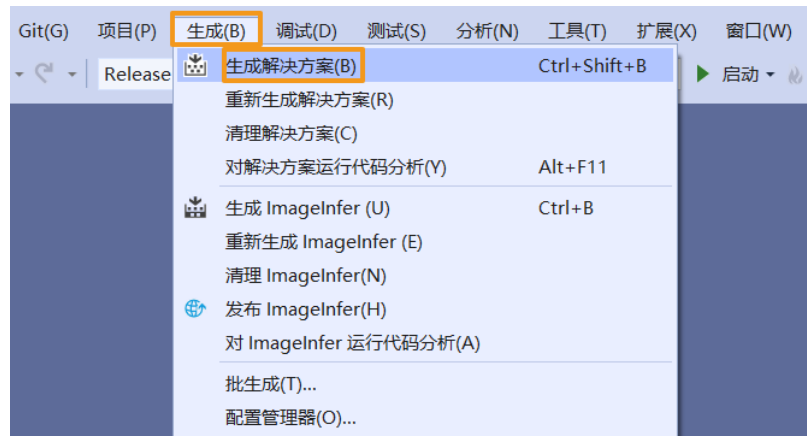 Git(G) 项目(P) 生成(B) 调试(D) 测试(S) 分析(N) 工具(T) 扩展(X) 窗口(W)
Release 生成解决方案(B) Ctrl+Shift+B 启动
重新生成解决方案(R)
清理解决方案(C)
对解决方案运行代码分析(Y) Alt+F11
生成 ImageInfer (U) Ctrl+B
重新生成 ImageInfer (E)
清理 ImageInfer(N)
发布 ImageInfer(H)
对 ImageInfer 运行代码分析(A)
批生成(T)...
配置管理器(O)...